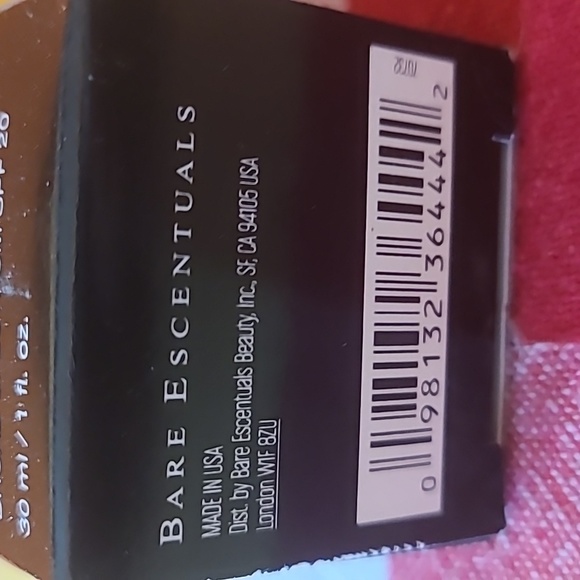 30 ml / 1 fl. oz.
BARE ESCENTUALS
MADE IN USA
Dist. by Bare Escentuals Beauty, Inc., SF, CA 94105 USA
London W1F 8ZU
0 98132 36444 2